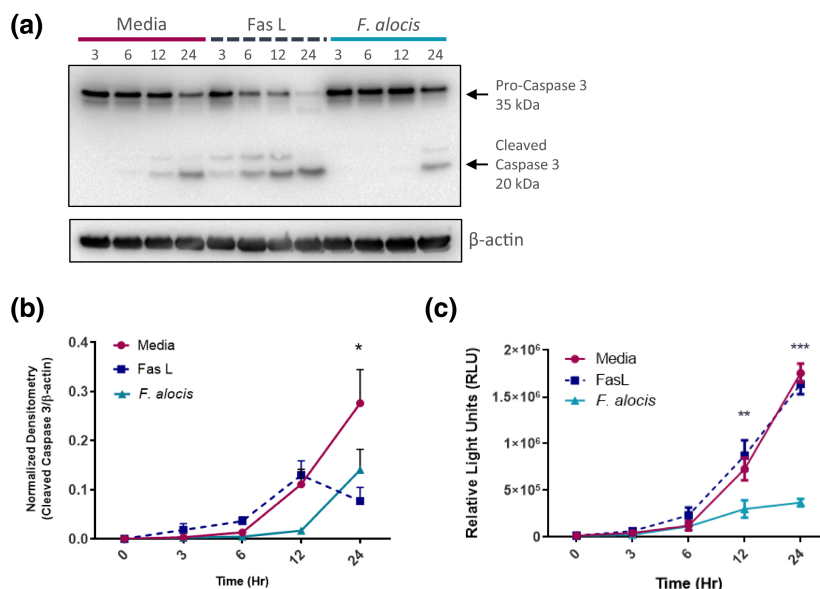 (a)
Media Fas L F. alocis
3 6 12 24 3 6 12 24 3 6 12 24
Pro-Caspase 3
35 kDa
Cleaved
Caspase 3
20 kDa
β-actin
(b)
Normalized Densitometry
(Cleaved Caspase 3/β-actin)
0.4
0.3
0.2
0.1
0.0
Media
Fas L
F. alocis
*
0 3 6 12 24
Time (Hr)
(c)
Relative Light Units (RLU)
2×10⁶
1.5×10⁶
1×10⁶
5×10⁵
0
Media
FasL
F. alocis
**
***
0 3 6 12 24
Time (Hr)